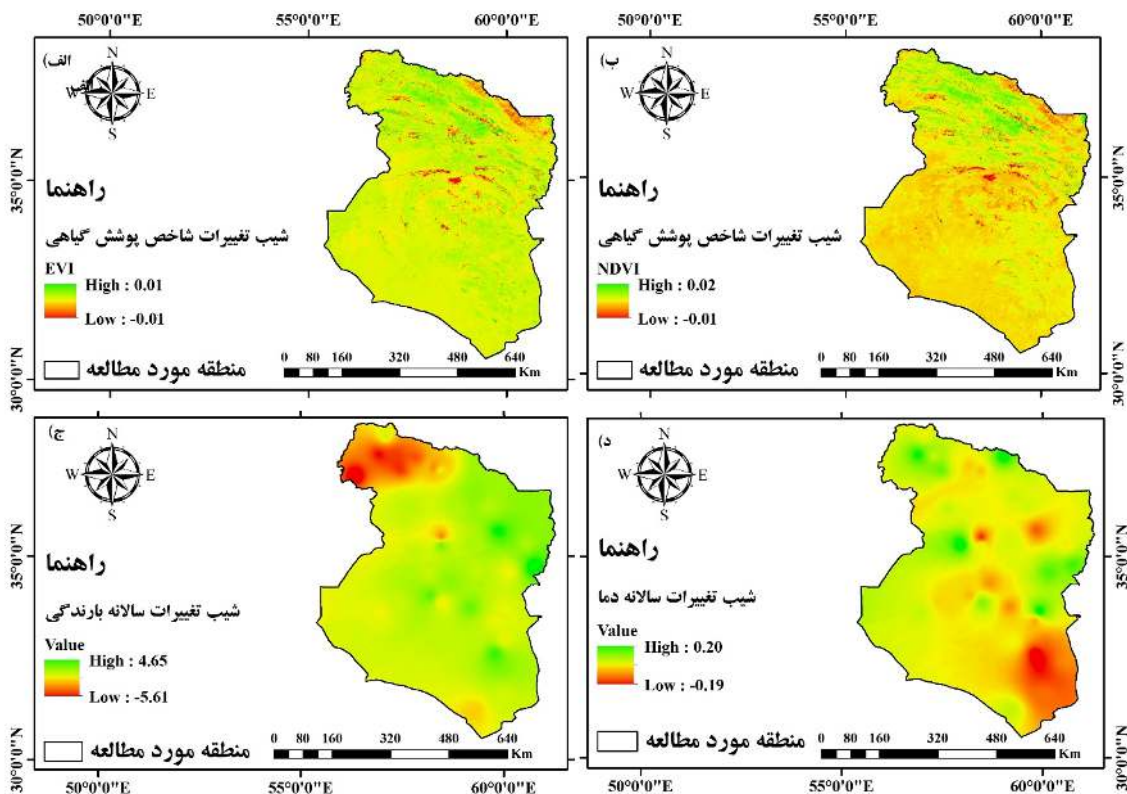 50°0'0"E 55°0'0"E 60°0'0"E
الف)
الف
N
W E
S
35°0'0"N
راهنما
شیب تغییرات شاخص پوشش گیاهی
EVI
High : 0.01
Low : -0.01
0 80 160 320 480 640
Km
منطقه مورد مطالعه
30°0'0"N
50°0'0"E 55°0'0"E 60°0'0"E
ب)
N
W E
S
راهنما
35°0'0"N
شیب تغییرات شاخص پوشش گیاهی
NDVI
High : 0.02
Low : -0.01
0 80 160 320 480 640
Km
منطقه مورد مطالعه
30°0'0"N
ج)
N
W E
S
35°0'0"N
راهنما
شیب تغییرات سالانه بارندگی
Value
High : 4.65
Low : -5.61
0 80 160 320 480 640
Km
منطقه مورد مطالعه
30°0'0"N
50°0'0"E 55°0'0"E 60°0'0"E
د)
N
W E
S
راهنما
35°0'0"N
شیب تغییرات سالانه دما
Value
High : 0.20
Low : -0.19
0 80 160 320 480 640
Km
منطقه مورد مطالعه
30°0'0"N
50°0'0"E 55°0'0"E 60°0'0"E